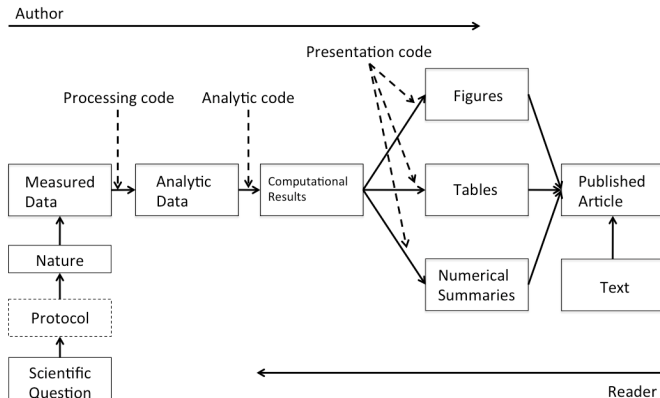 Author
Presentation code
Processing code
Analytic code
Figures
Measured
Data
Analytic
Data
Computational
Results
Tables
Published
Article
Nature
Numerical
Summaries
Text
Protocol
Scientific
Question
Reader